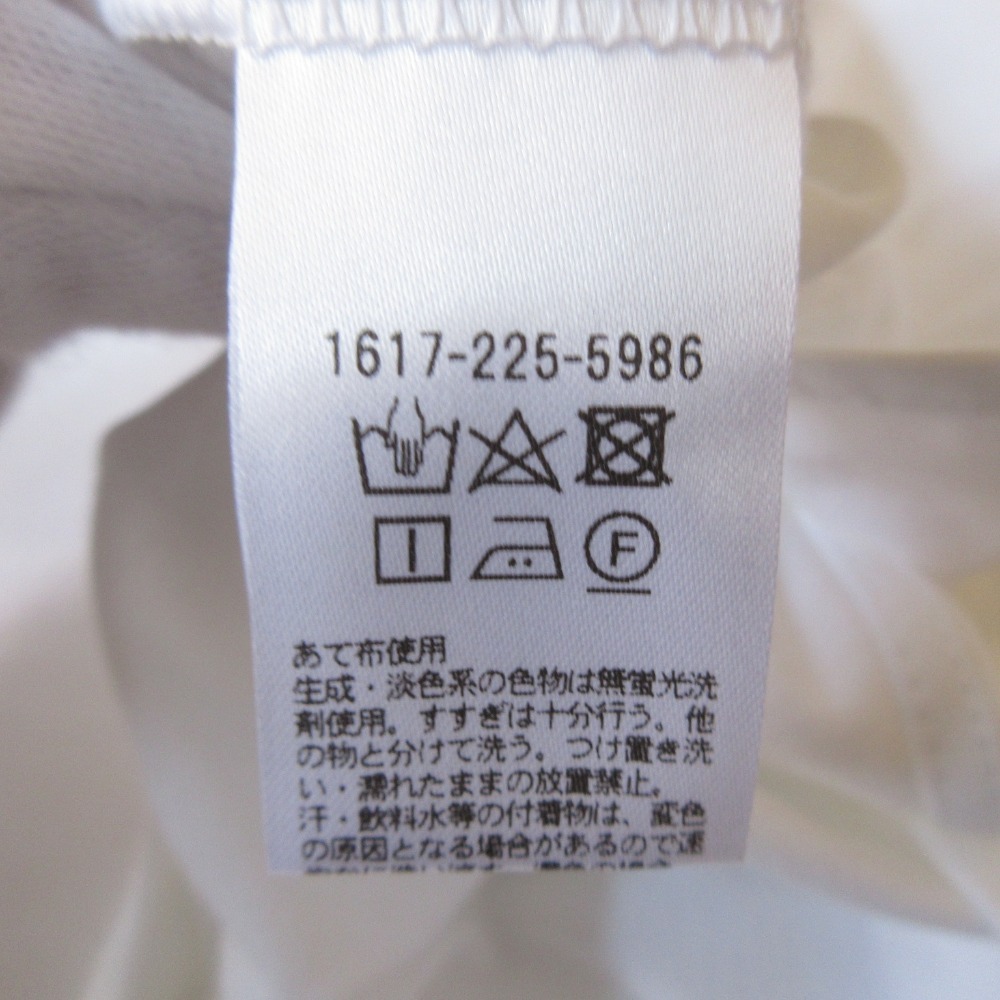 1617-225-5986
F
あて布使用
生成・淡色系の色物は無蛍光洗
剤使用。すすぎは十分行う。他
の物と分けて洗う。つけ置き洗
い・濡れたままの放置禁止。
汗・飲料水等の付着物は、変色
の原因となる場合があるので速